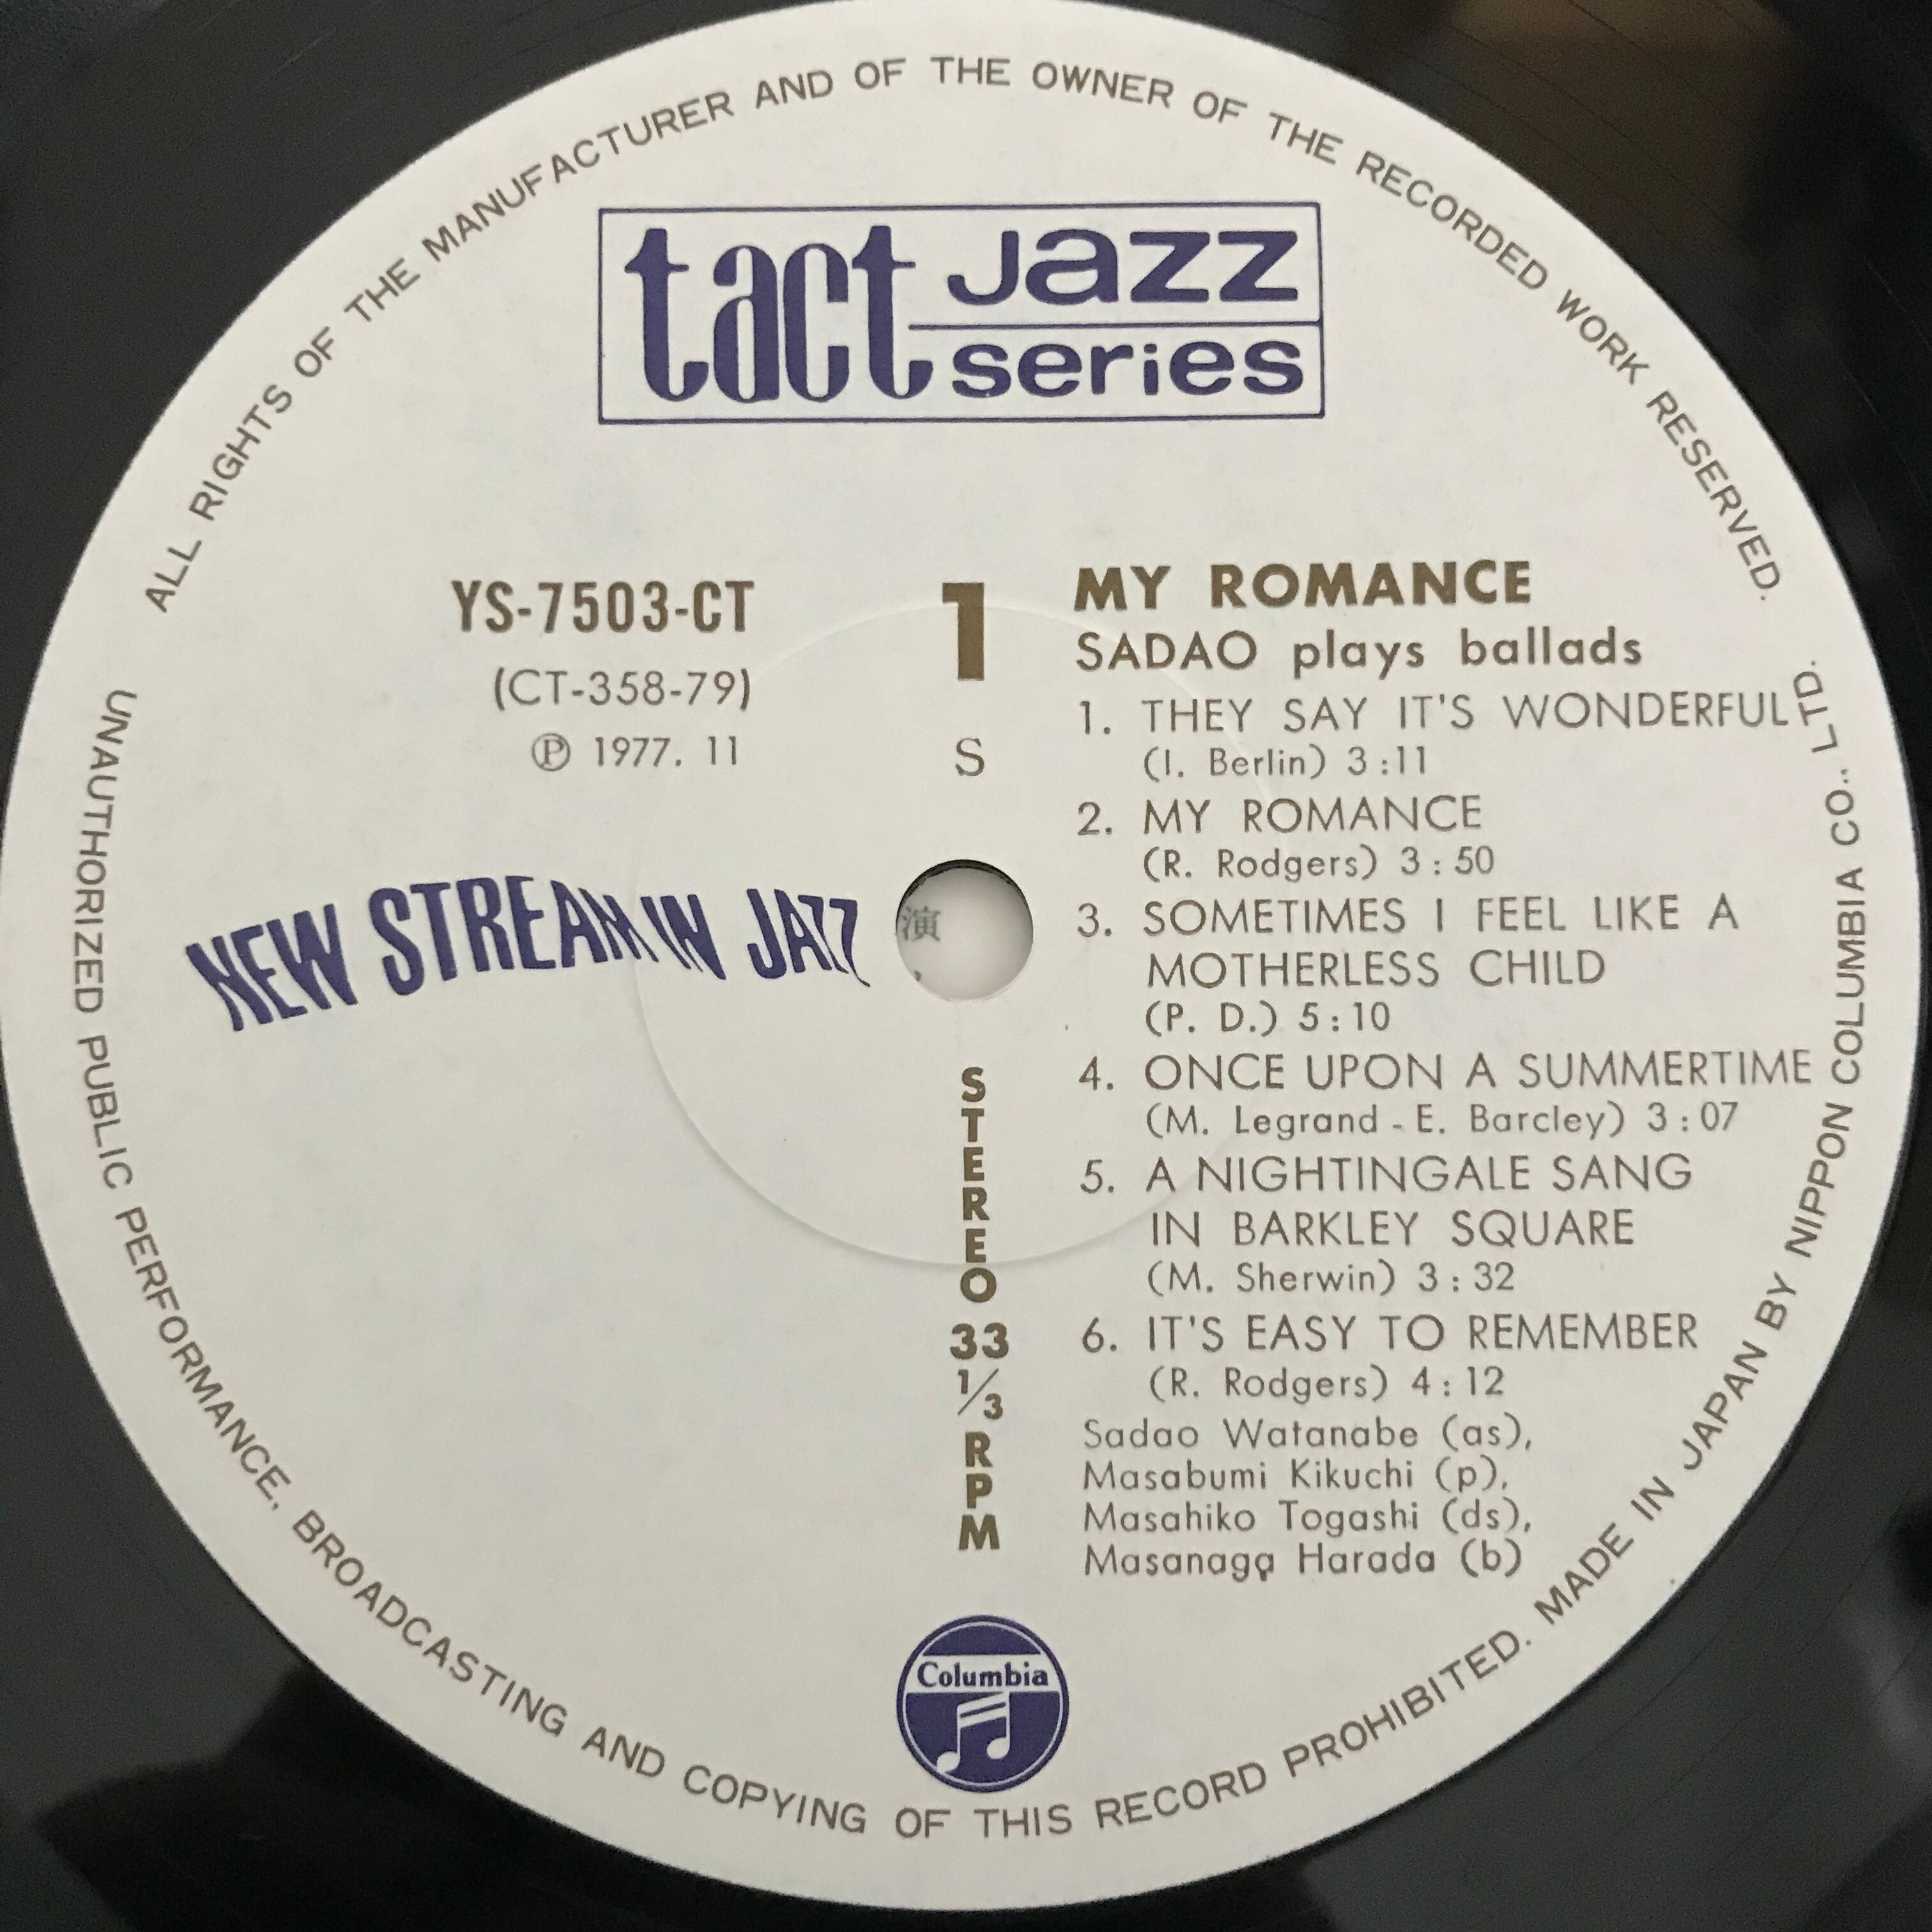 ALL RIGHTS OF THE MANUFACTURER AND OF THE OWNER OF THE RECORDED WORK RESERVED.
tact jazz
series
YS-7503-CT
(CT-358-79)
Ⓟ 1977. 11
1
S
MY ROMANCE
SADAO plays ballads
1. THEY SAY IT'S WONDERFUL
(I. Berlin) 3:11
2. MY ROMANCE
(R. Rodgers) 3:50
3. SOMETIMES I FEEL LIKE A
MOTHERLESS CHILD
(P. D.) 5:10
4. ONCE UPON A SUMMERTIME
(M. Legrand - E. Barcley) 3:07
5. A NIGHTINGALE SANG
IN BARKLEY SQUARE
(M. Sherwin) 3:32
6. IT'S EASY TO REMEMBER
(R. Rodgers) 4:12
Sadao Watanabe (as),
Masabumi Kikuchi (p),
Masahiko Togashi (ds),
Masanaga Harada (b)
NEW STREAM IN JAZZ
演
STEREO 33 1/3 RPM
Columbia
UNAUTHORIZED PUBLIC PERFORMANCE, BROADCASTING AND COPYING OF THIS RECORD PROHIBITED. MADE IN JAPAN BY NIPPON COLUMBIA CO., LTD.